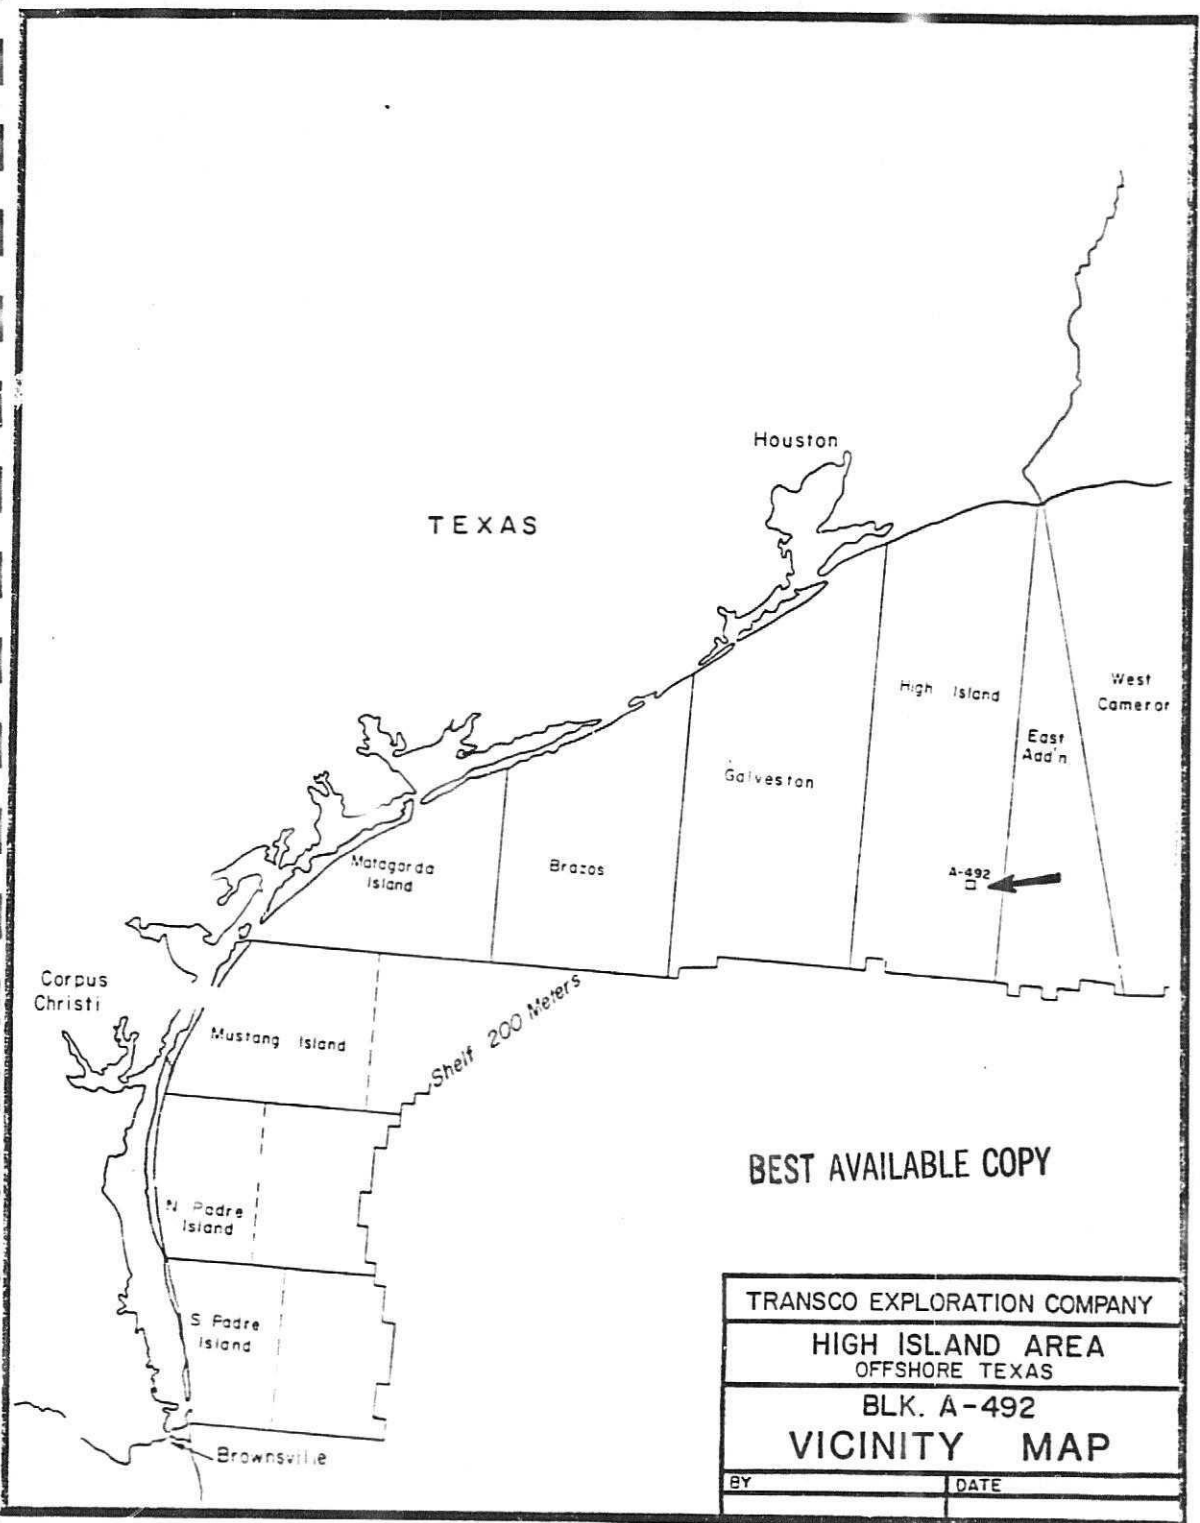 Houston
TEXAS
High Island
West
Cameror
East
Add'n
Galveston
A-492
Matagorda
Island
Brazos
Corpus
Christi
Mustang Island
Shelf 200 Meters
BEST AVAILABLE COPY
N Padre
Island
S Padre
Island
Brownsville
TRANSCO EXPLORATION COMPANY
HIGH ISLAND AREA
OFFSHORE TEXAS
BLK. A-492
VICINITY MAP
BY
DATE